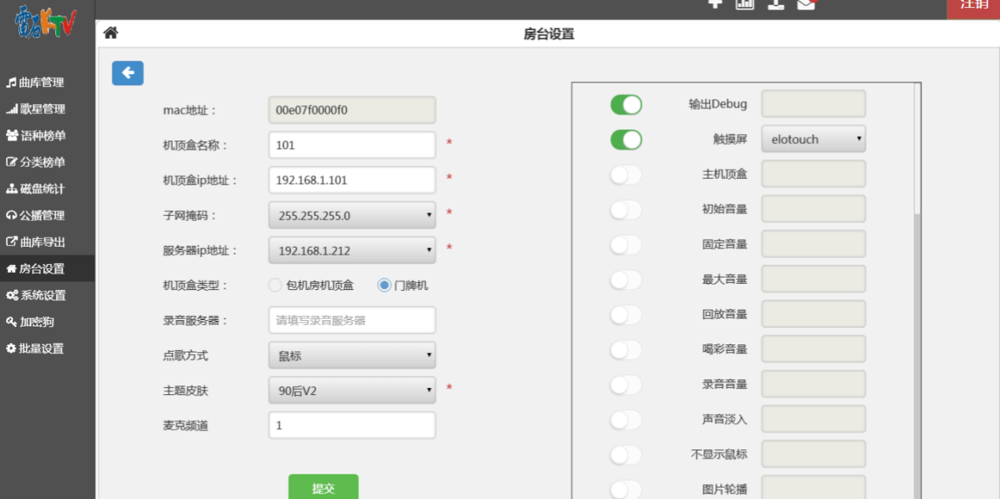 雷石KTV
注销
房台设置
曲库管理
歌星管理
语种榜单
分类榜单
磁盘统计
公播管理
曲库导出
房台设置
系统设置
加密狗
批量设置
mac地址： 00e07f0000f0
机顶盒名称： 101 *
机顶盒ip地址： 192.168.1.101 *
子网掩码： 255.255.255.0 *
服务器ip地址： 192.168.1.212 *
机顶盒类型： 包机房机顶盒 门牌机
录音服务器： 请填写录音服务器
点歌方式 鼠标
主题皮肤 90后V2 *
麦克频道 1
提交
输出Debug
触摸屏 elotouch
主机顶盒
初始音量
固定音量
最大音量
回放音量
喝彩音量
录音音量
声音淡入
不显示鼠标
图片轮播